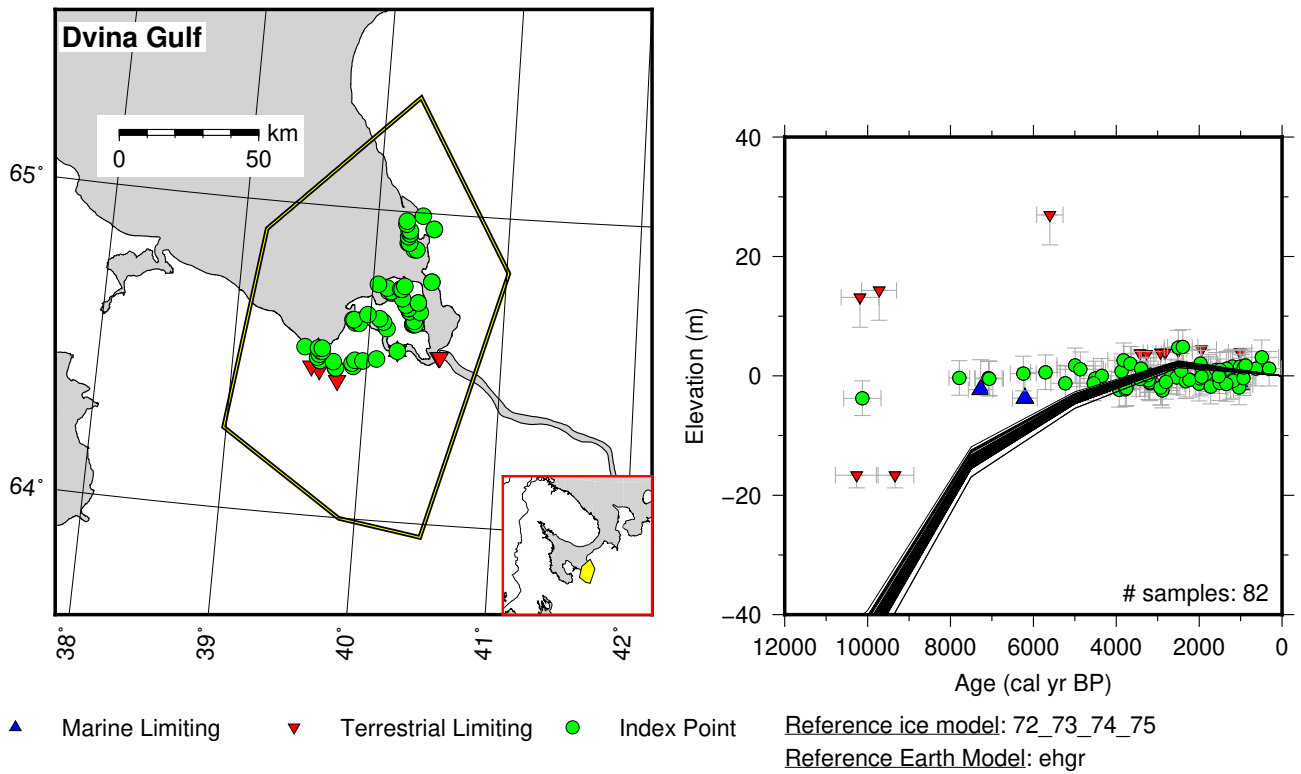 Dvina Gulf
km
0 50
65°
64°
38° 39° 40° 41° 42°
40
20
0
−20
−40
Elevation (m)
# samples: 82
12000 10000 8000 6000 4000 2000 0
Age (cal yr BP)
Marine Limiting Terrestrial Limiting Index Point
Reference ice model: 72_73_74_75
Reference Earth Model: ehgr